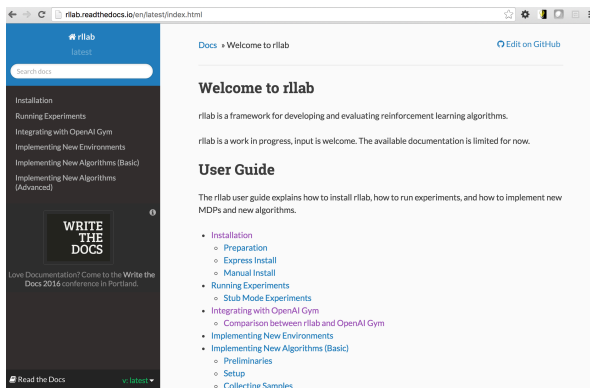 rllab.readthedocs.io/en/latest/index.html
rllab
latest
Search docs
Installation
Running Experiments
Integrating with OpenAI Gym
Implementing New Environments
Implementing New Algorithms (Basic)
Implementing New Algorithms
(Advanced)
WRITE
THE
DOCS
Love Documentation? Come to the Write the
Docs 2016 conference in Portland.
Read the Docs
v: latest
Docs » Welcome to rllab
Edit on GitHub
Welcome to rllab
rllab is a framework for developing and evaluating reinforcement learning algorithms.
rllab is a work in progress, input is welcome. The available documentation is limited for now.
User Guide
The rllab user guide explains how to install rllab, how to run experiments, and how to implement new
MDPs and new algorithms.
Installation
Preparation
Express Install
Manual Install
Running Experiments
Stub Mode Experiments
Integrating with OpenAI Gym
Comparison between rllab and OpenAI Gym
Implementing New Environments
Implementing New Algorithms (Basic)
Preliminaries
Setup
Collecting Samples